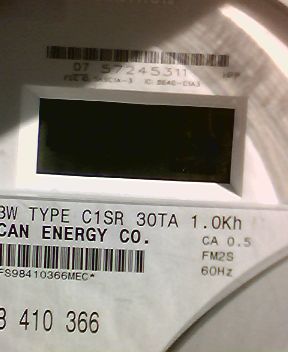 07 57245311
HPP
3W TYPE C1SR 30TA 1.0Kh
CAN ENERGY CO.
CA 0.5
FM2S
60Hz
FS98410366MEC*
410 366